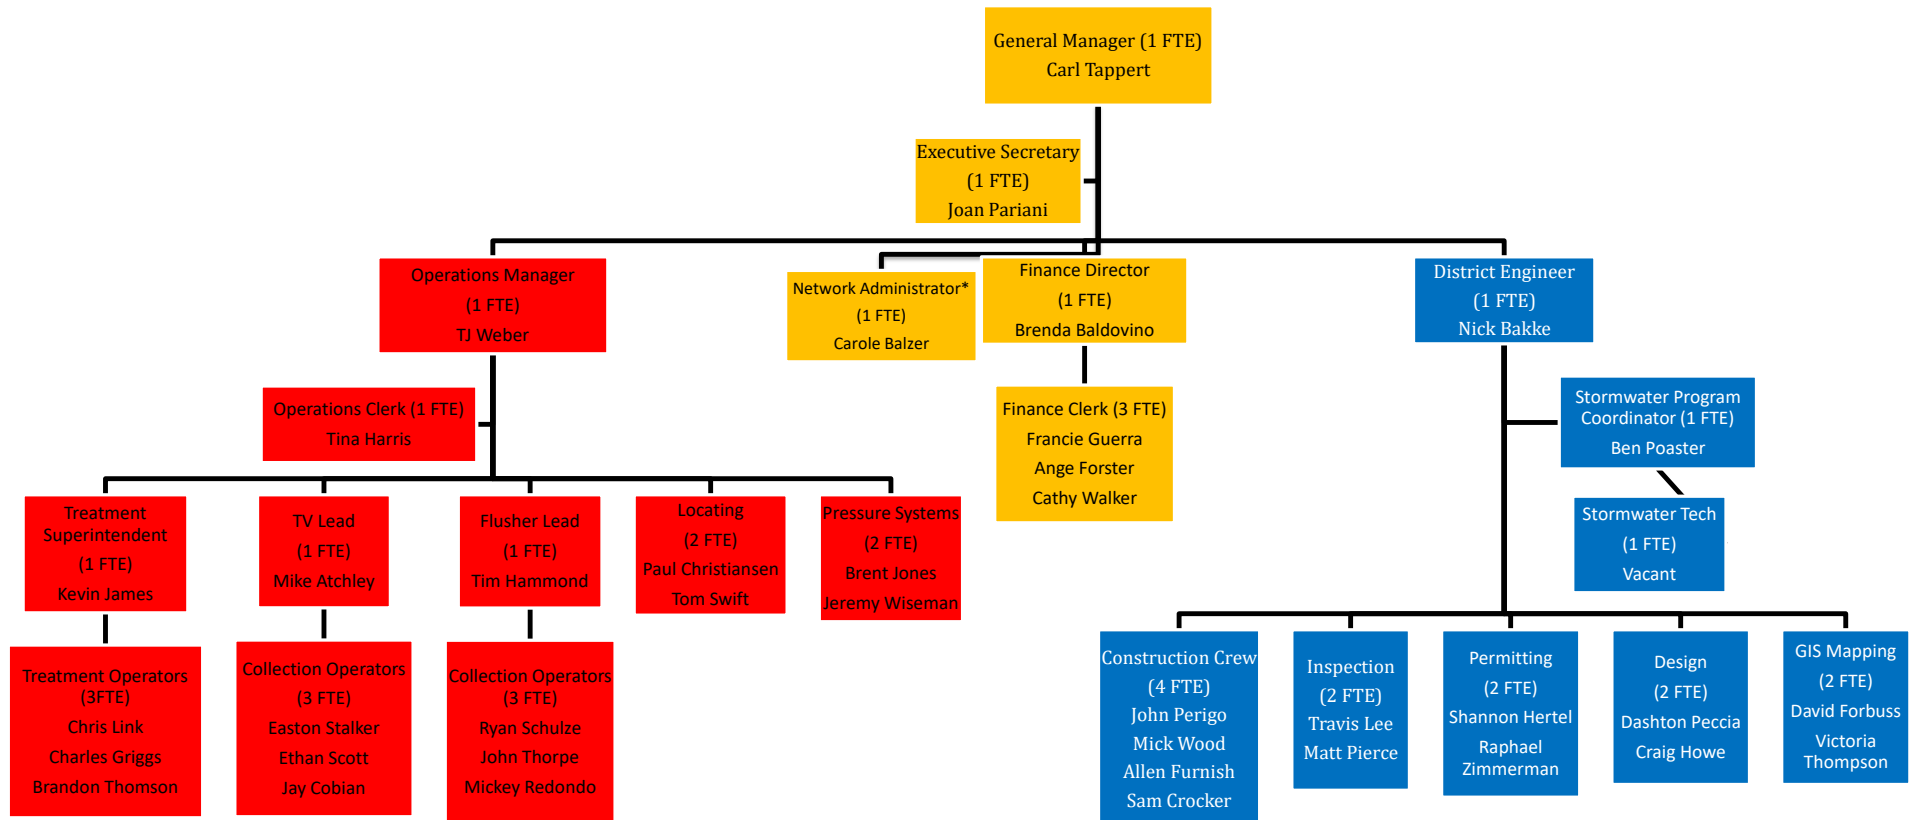 General Manager (1 FTE)
Carl Tappert
Executive Secretary
(1 FTE)
Joan Pariani
Operations Manager
(1 FTE)
TJ Weber
Network Administrator*
(1 FTE)
Carole Balzer
Finance Director
(1 FTE)
Brenda Baldovino
District Engineer
(1 FTE)
Nick Bakke
Operations Clerk (1 FTE)
Tina Harris
Finance Clerk (3 FTE)
Francie Guerra
Ange Forster
Cathy Walker
Stormwater Program
Coordinator (1 FTE)
Ben Poaster
Stormwater Tech
(1 FTE)
Vacant
Treatment
Superintendent
(1 FTE)
Kevin James
TV Lead
(1 FTE)
Mike Atchley
Flusher Lead
(1 FTE)
Tim Hammond
Locating
(2 FTE)
Paul Christiansen
Tom Swift
Pressure Systems
(2 FTE)
Brent Jones
Jeremy Wiseman
Treatment Operators
(3FTE)
Chris Link
Charles Griggs
Brandon Thomson
Collection Operators
(3 FTE)
Easton Stalker
Ethan Scott
Jay Cobian
Collection Operators
(3 FTE)
Ryan Schulze
John Thorpe
Mickey Redondo
Construction Crew
(4 FTE)
John Perigo
Mick Wood
Allen Furnish
Sam Crocker
Inspection
(2 FTE)
Travis Lee
Matt Pierce
Permitting
(2 FTE)
Shannon Hertel
Raphael
Zimmerman
Design
(2 FTE)
Dashton Peccia
Craig Howe
GIS Mapping
(2 FTE)
David Forbuss
Victoria
Thompson